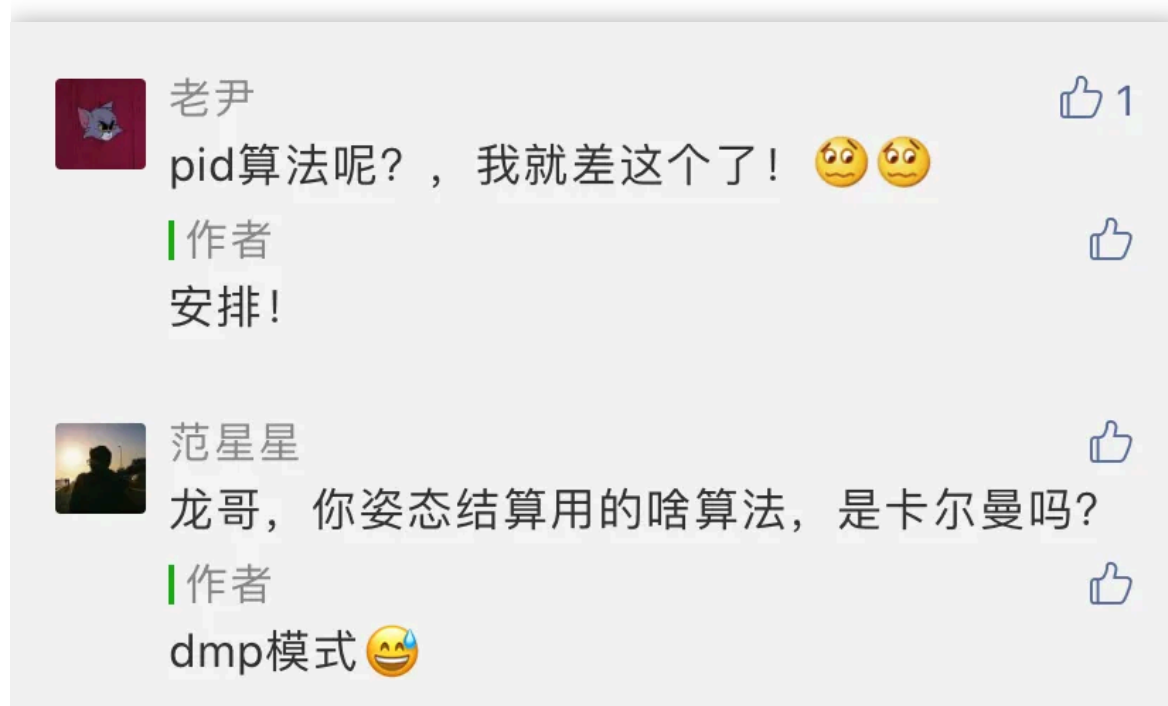 老尹
1
pid算法呢？，我就差这个了！🥴🥴
作者
安排！
范星星
龙哥，你姿态结算用的啥算法，是卡尔曼吗？
作者
dmp模式😅